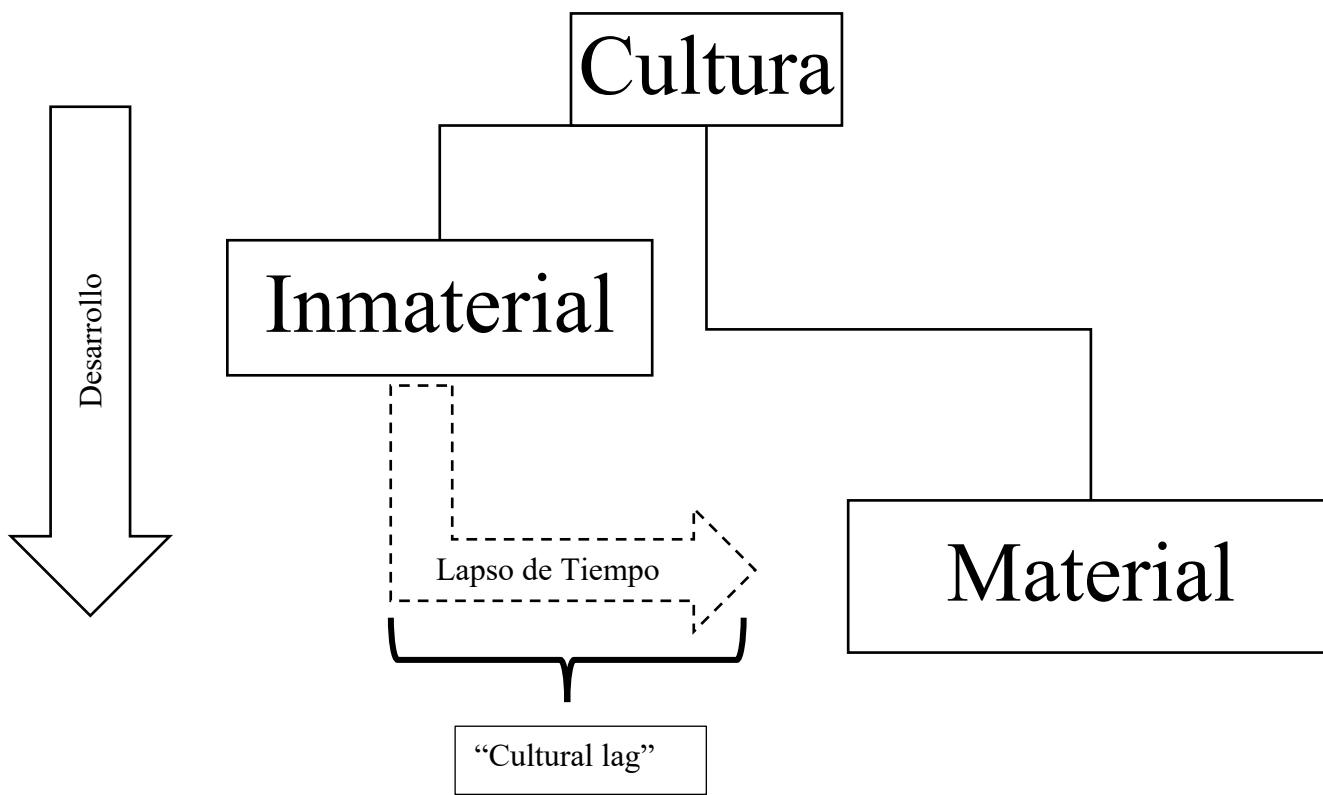 Cultura
Inmaterial
Desarrollo
Lapso de Tiempo
Material
“Cultural lag”